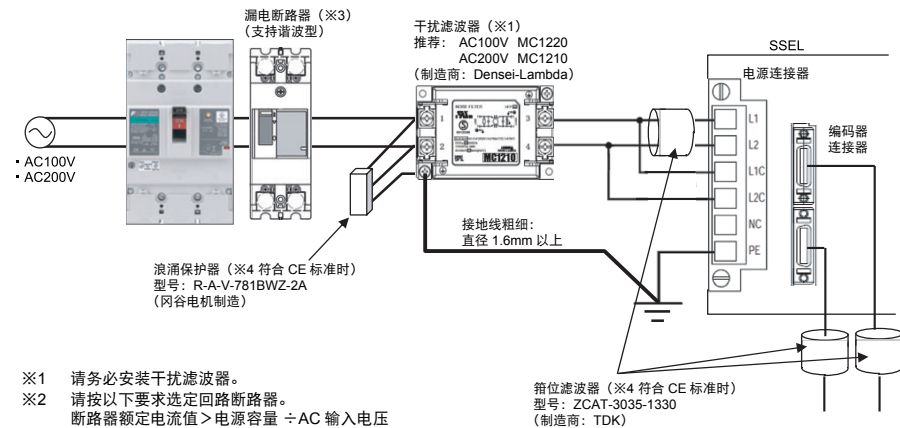 漏电断路器（※3）
（支持谐波型）
干扰滤波器（※1）
推荐： AC100V MC1220
AC200V MC1210
（制造商：Densei-Lambda）
SSEL
电源连接器
编码器
连接器
L1
L2
L1C
L2C
NC
PE
NOISE FILTER
1
2
3
4
MC1210
・AC100V
・AC200V
接地线粗细：
直径 1.6mm 以上
浪涌保护器（※4 符合 CE 标准时）
型号：R-A-V-781BWZ-2A
（冈谷电机制造）
箝位滤波器（※4 符合 CE 标准时）
型号：ZCAT-3035-1330
（制造商：TDK）
※1 请务必安装干扰滤波器。
※2 请按以下要求选定回路断路器。
断路器额定电流值＞电源容量 ÷AC 输入电压